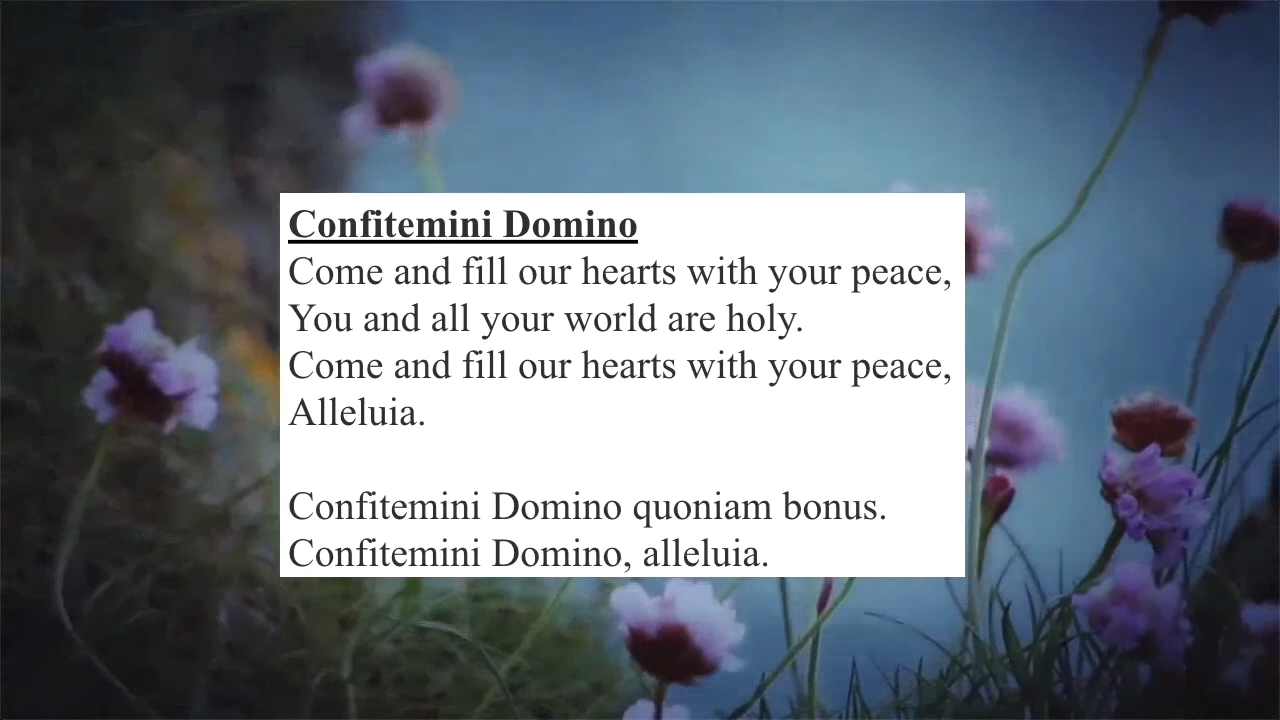 Confitemini Domino
Come and fill our hearts with your peace,
You and all your world are holy.
Come and fill our hearts with your peace,
Alleluia.
Confitemini Domino quoniam bonus.
Confitemini Domino, alleluia.